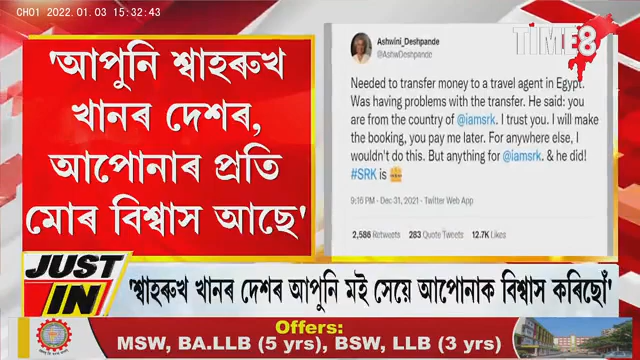 CH01 2022.01.03 15:32:43
TIME8
'আপুনি শ্বাহৰুখ
খানৰ দেশৰ,
আপোনাৰ প্ৰতি
মোৰ বিশ্বাস আছে'
Ashwini_Deshpande
@AshwDeshpande
Needed to transfer money to a travel agent in Egypt.
Was having problems with the transfer. He said: you
are from the country of @iamsrk. I trust you. I will make
the booking, you pay me later. For anywhere else, I
wouldn't do this. But anything for @iamsrk. & he did!
#SRK is
9:16 PM - Dec 31, 2021 - Twitter Web App
2,586 Retweets 283 Quote Tweets 12.7K Likes
JUST
IN
'শ্বাহৰুখ খানৰ দেশৰ আপুনি মই সেয়ে আপোনাক বিশ্বাস কৰিছোঁ'
Offers:
MSW, BA.LLB (5 yrs), BSW, LLB (3 yrs)